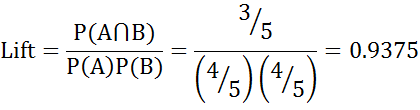 Lift = P(A∩B) / P(A)P(B) = 3/5 / (4/5)(4/5) = 0.9375